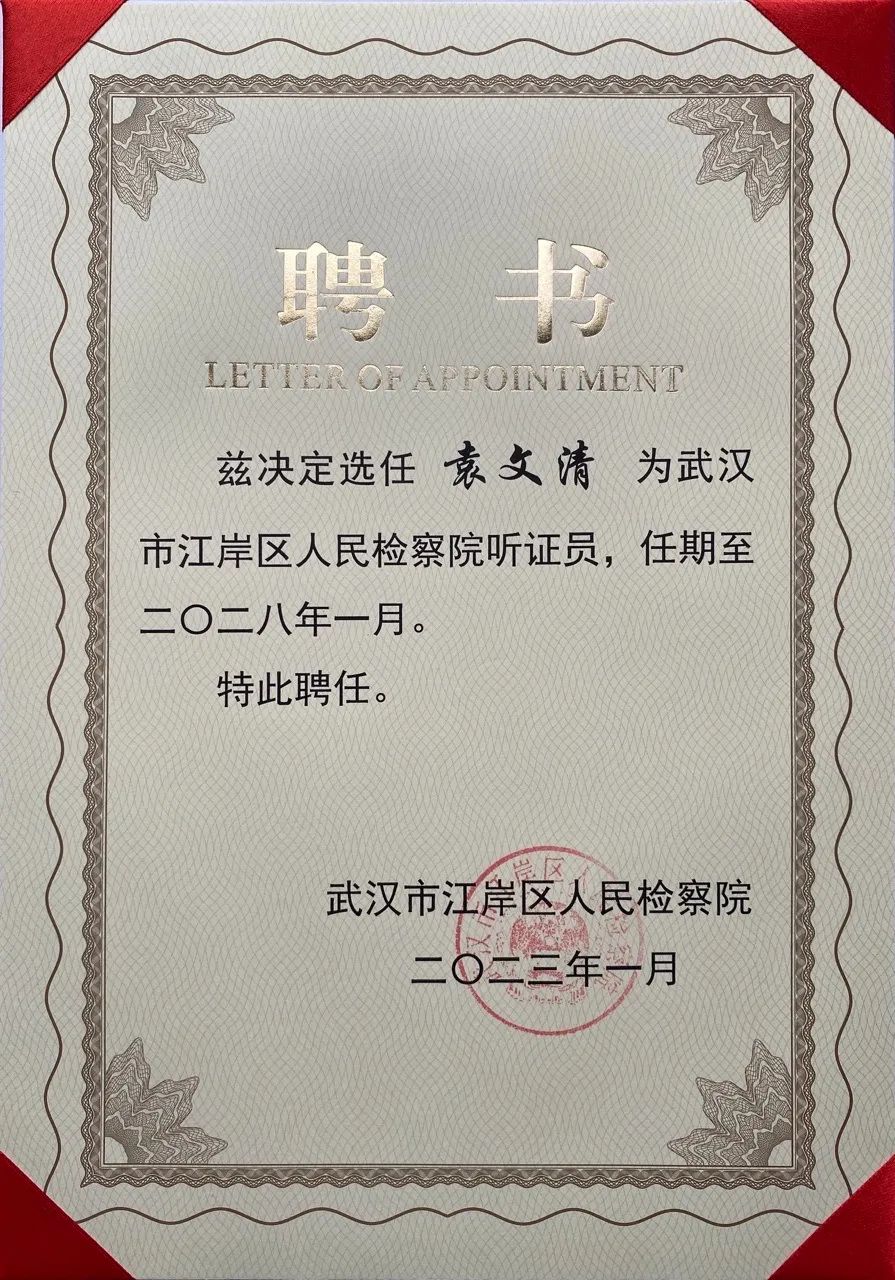 聘书
LETTER OF APPOINTMENT
兹决定选任 袁文清 为武汉
市江岸区人民检察院听证员，任期至
二〇二八年一月。
特此聘任。
武汉市江岸区人民检察院
二〇二三年一月